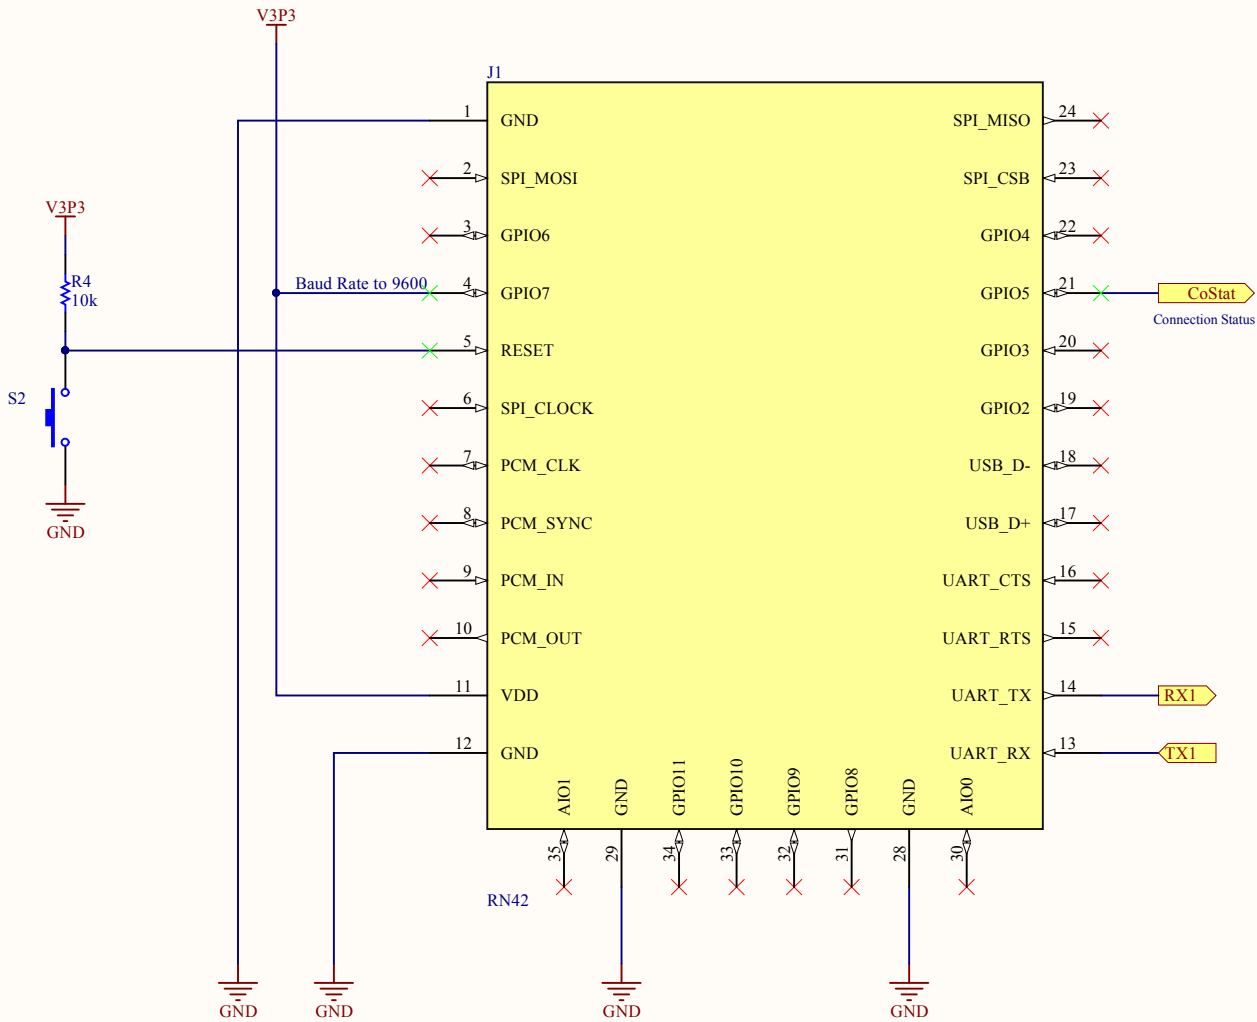 V3P3
J1
1 GND
SPI_MISO 24
2 SPI_MOSI
SPI_CSB 23
V3P3
3 GPIO6
GPIO4 22
R4
10k
Baud Rate to 9600
4 GPIO7
GPIO5 21
CoStat
Connection Status
5 RESET
GPIO3 20
S2
6 SPI_CLOCK
GPIO2 19
7 PCM_CLK
USB_D- 18
8 PCM_SYNC
USB_D+ 17
GND
9 PCM_IN
UART_CTS 16
10 PCM_OUT
UART_RTS 15
11 VDD
UART_TX 14
RX1
12 GND
UART_RX 13
TX1
AIO1
GND
GPIO11
GPIO10
GPIO9
GPIO8
GND
AIO0
35
29
34
33
32
31
28
30
RN42
GND
GND
GND
GND